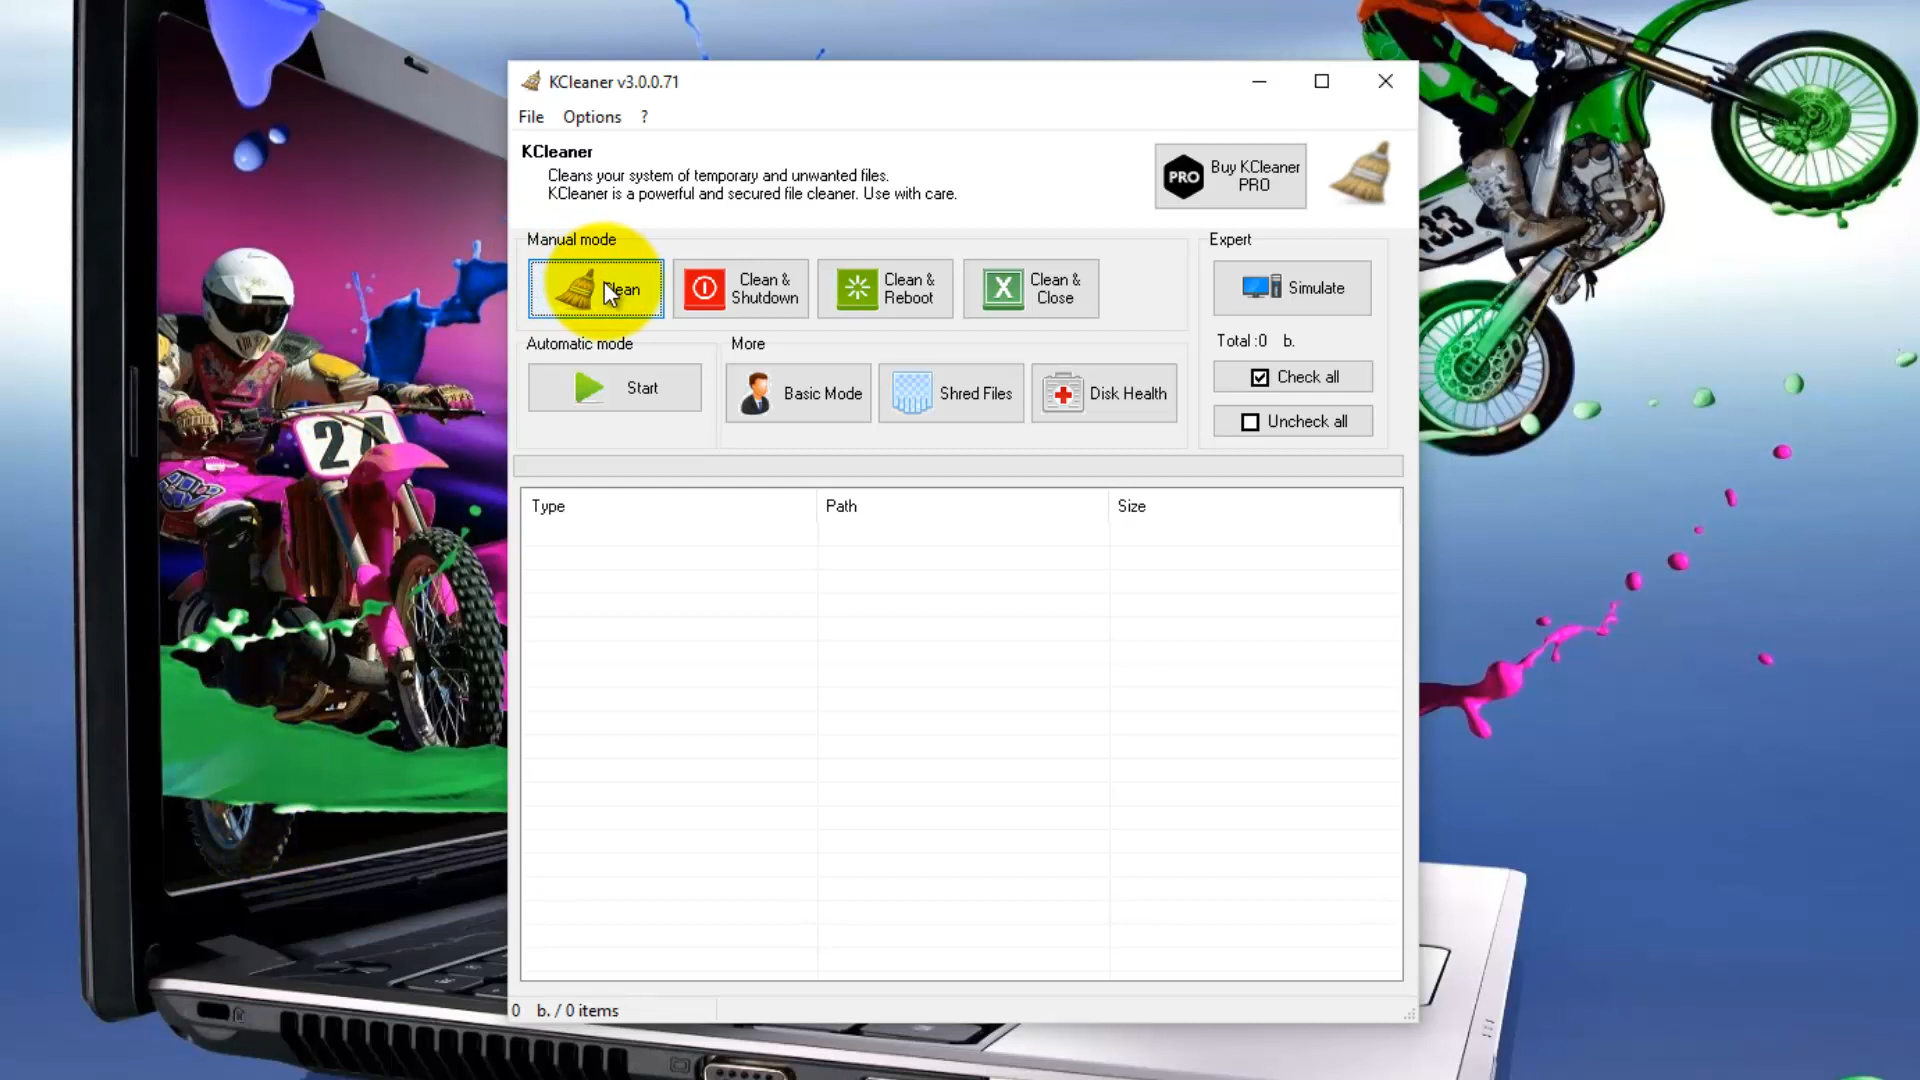 KCleaner v3.0.0.71
File Options ?
KCleaner
Cleans your system of temporary and unwanted files.
KCleaner is a powerful and secured file cleaner. Use with care.
PRO Buy KCleaner
PRO
Manual mode
Clean
Clean &
Shutdown
Clean &
Reboot
X Clean &
Close
Expert
Simulate
Total :0 b.
Check all
Uncheck all
Automatic mode
Start
More
Basic Mode
Shred Files
Disk Health
Type Path Size
0 b. / 0 items
24
33